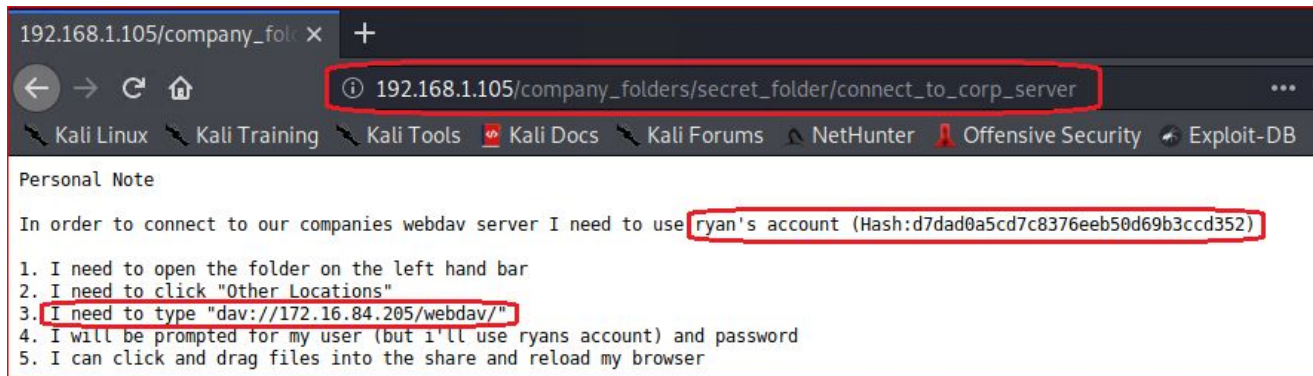 192.168.1.105/company_fol
192.168.1.105/company_folders/secret_folder/connect_to_corp_server
Kali Linux Kali Training Kali Tools Kali Docs Kali Forums NetHunter Offensive Security Exploit-DB
Personal Note
In order to connect to our companies webdav server I need to use ryan's account (Hash:d7dad0a5cd7c8376eeb50d69b3ccd352)
1. I need to open the folder on the left hand bar
2. I need to click "Other Locations"
3. I need to type "dav://172.16.84.205/webdav/"
4. I will be prompted for my user (but i'll use ryans account) and password
5. I can click and drag files into the share and reload my browser